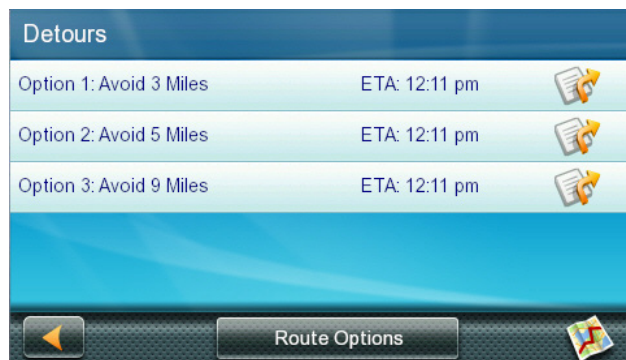 Detours
Option 1: Avoid 3 Miles ETA: 12:11 pm
Option 2: Avoid 5 Miles ETA: 12:11 pm
Option 3: Avoid 9 Miles ETA: 12:11 pm
Route Options